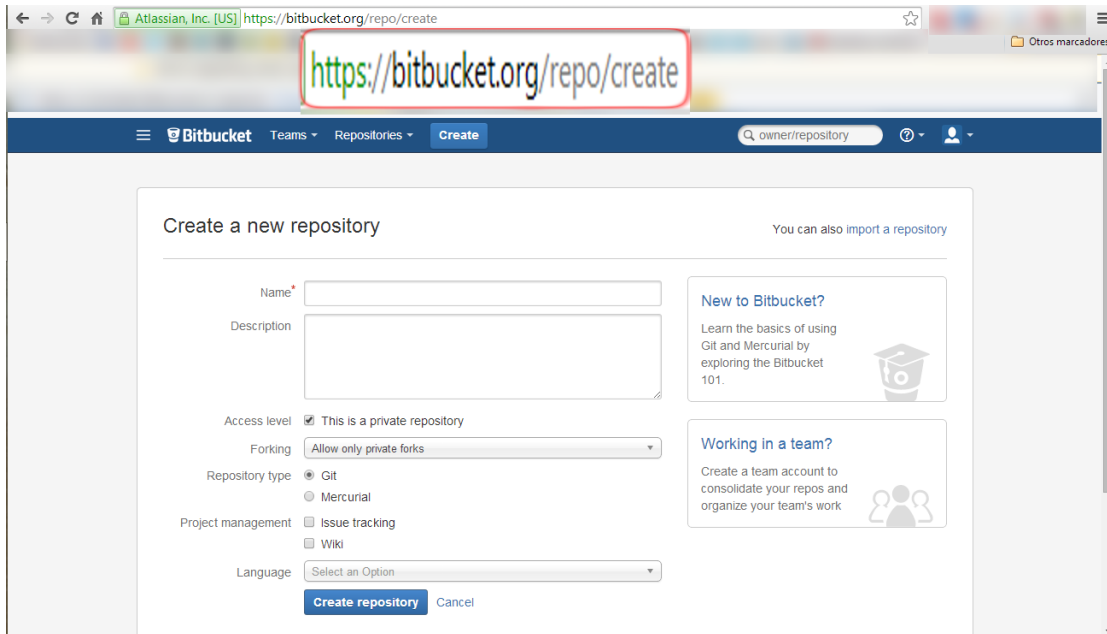 Atlassian, Inc. [US] https://bitbucket.org/repo/create
Otros marcadores
https://bitbucket.org/repo/create
Bitbucket Teams Repositories Create owner/repository
Create a new repository
You can also import a repository
Name*
Description
Access level This is a private repository
Forking Allow only private forks
Repository type Git
Mercurial
Project management Issue tracking
Wiki
Language Select an Option
Create repository Cancel
New to Bitbucket?
Learn the basics of using
Git and Mercurial by
exploring the Bitbucket
101.
Working in a team?
Create a team account to
consolidate your repos and
organize your team's work